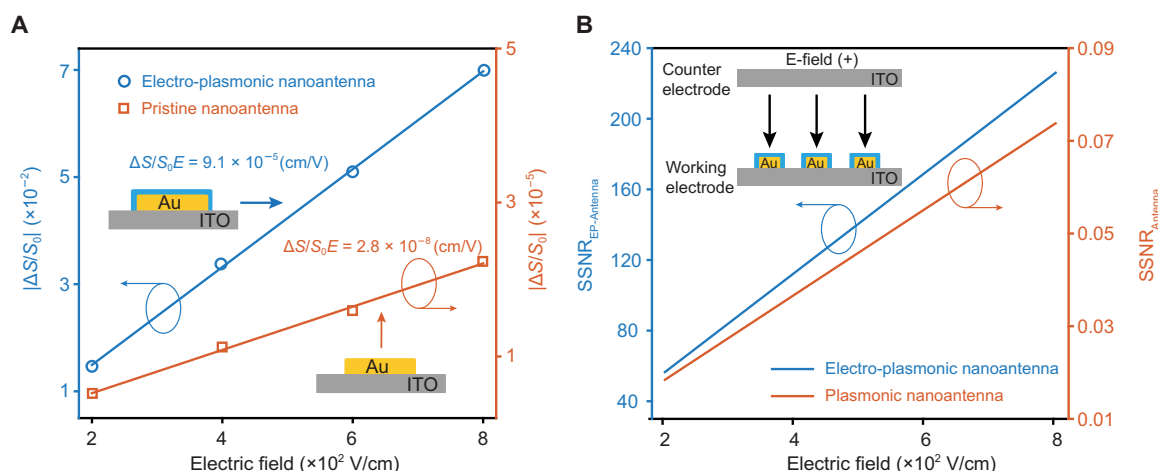 A
7
5
3
1
|ΔS/S₀| (×10⁻²)
Electro-plasmonic nanoantenna
Pristine nanoantenna
ΔS/S₀E = 9.1 × 10⁻⁵(cm/V)
Au
ITO
ΔS/S₀E = 2.8 × 10⁻⁸(cm/V)
Au
ITO
5
3
1
|ΔS/S₀| (×10⁻⁵)
2 4 6 8
Electric field (×10² V/cm)
B
240
200
160
120
80
40
SSNR_EP-Antenna
E-field (+)
Counter
electrode
ITO
Working
electrode
Au Au Au
ITO
Electro-plasmonic nanoantenna
Plasmonic nanoantenna
0.09
0.07
0.05
0.03
0.01
SSNR_Antenna
2 4 6 8
Electric field (×10² V/cm)